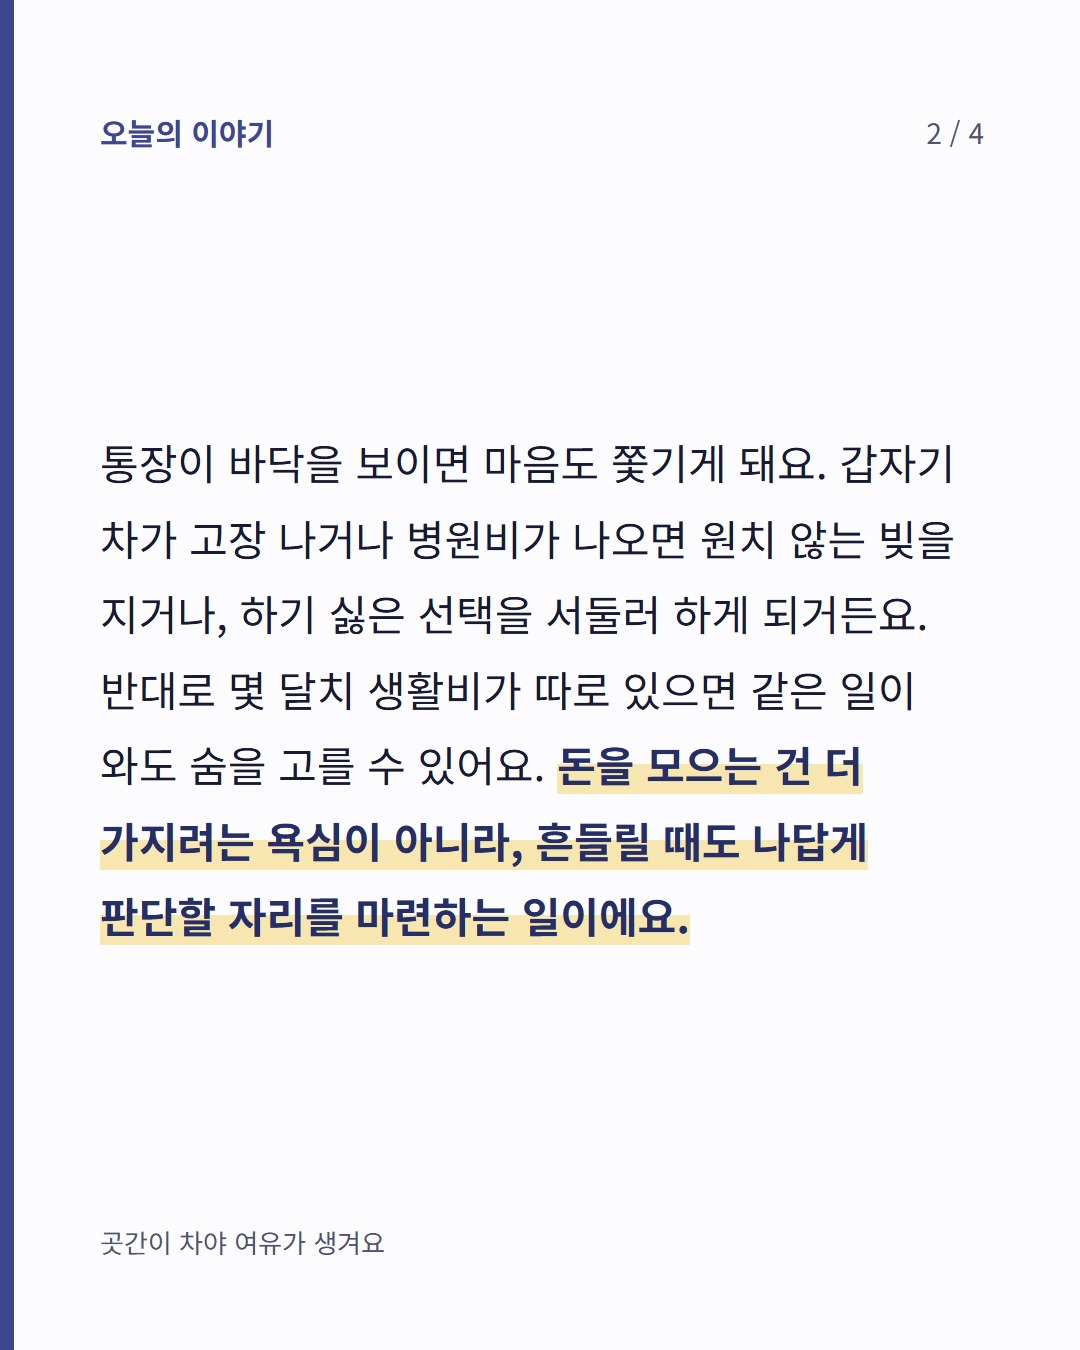 오늘의 이야기
2 / 4
통장이 바닥을 보이면 마음도 쫓기게 돼요. 갑자기
차가 고장 나거나 병원비가 나오면 원치 않는 빚을
지거나, 하기 싫은 선택을 서둘러 하게 되거든요.
반대로 몇 달치 생활비가 따로 있으면 같은 일이
와도 숨을 고를 수 있어요. 돈을 모으는 건 더
가지려는 욕심이 아니라, 흔들릴 때도 나답게
판단할 자리를 마련하는 일이에요.
곳간이 차야 여유가 생겨요